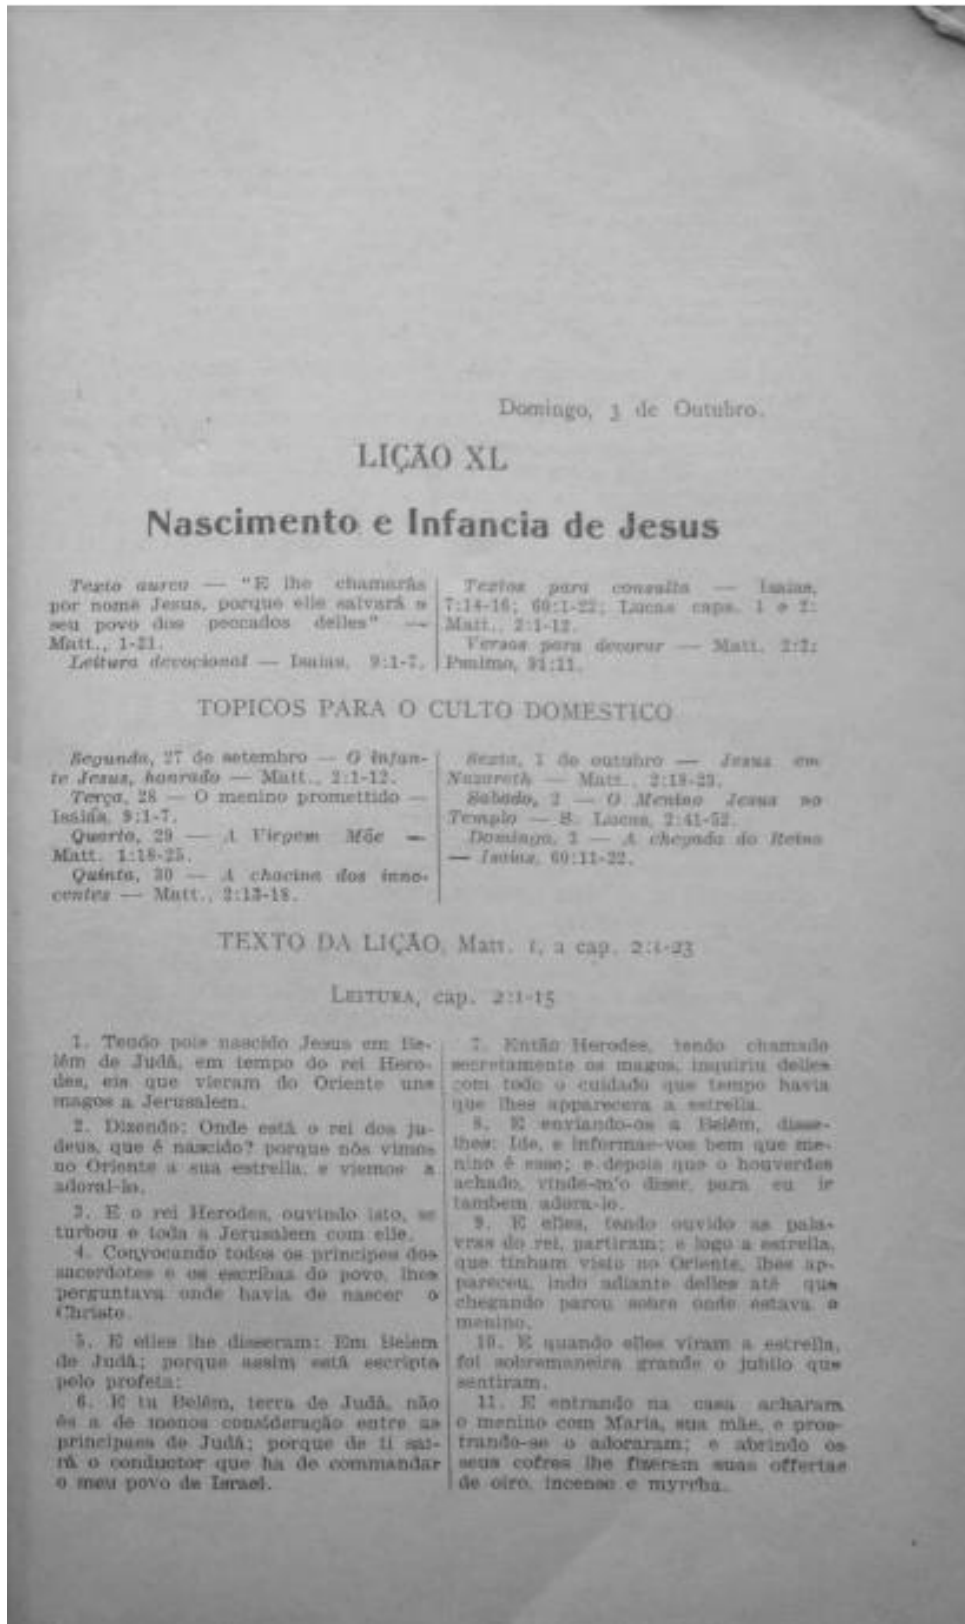 Domingo, 3 de Outubro.
LIÇÃO XL
Nascimento e Infancia de Jesus
Texto aureo — "E lhe chamarás
por nome Jesus, porque elle salvará o
seu povo dos peccados delles" —
Matt., 1-21.
Leitura devocional — Isaias, 9:1-7.
Textos para consulta — Isaias,
7:14-16; 60:1-22; Lucas caps. 1 e 2:
Matt., 2:1-12.
Versos para decorar — Matt. 2:2;
Psalmo, 91:11.
TOPICOS PARA O CULTO DOMESTICO
Segunda, 27 de setembro — O infan-
te Jesus, honrado — Matt., 2:1-12.
Terça, 28 — O menino promettido —
Isaias, 9:1-7.
Quarta, 29 — A Virgem Mãe —
Matt. 1:18-25.
Quinta, 30 — A chacina dos inno-
centes — Matt., 2:13-18.
Sexta, 1 de outubro — Jesus em
Nazareth — Matt., 2:19-23.
Sabado, 2 — O Menino Jesus no
Templo — S. Lucas, 2:41-52.
Domingo, 3 — A chegada do Reino
— Isaias, 60:11-22.
TEXTO DA LIÇÃO, Matt. 1, a cap. 2:1-23
LEITURA, cap. 2:1-15
1. Tendo pois nascido Jesus em Be-
lém de Judá, em tempo do rei Hero-
des, eis que vieram do Oriente uns
magos a Jerusalem.
2. Dizendo: Onde está o rei dos ju-
deus, que é nascido? porque nós vimos
no Oriente a sua estrella, e viemos a
adoral-lo.
3. E o rei Herodes, ouvindo isto, se
turbou e toda a Jerusalem com elle.
4. Convocando todos os principes dos
sacerdotes e os escribas do povo, lhes
perguntava onde havia de nascer o
Christo.
5. E elles lhe disseram: Em Belem
de Judá; porque assim está escripto
pelo profeta:
6. E tu Belém, terra de Judá, não
és a de menos consideração entre as
principaes de Judá; porque de ti sai-
rá o conductor que ha de commandar
o meu povo de Israel.
7. Então Herodes, tendo chamado
secretamente os magos, inquiriu delles
com todo o cuidado que tempo havia
que lhes apparecera a estrella.
8. E enviando-os a Belém, disse-
lhes: Ide, e informae-vos bem que me-
nino é esse; e depois que o houverdes
achado, vinde-m'o dizer, para eu ir
tambem adora-lo.
9. E elles, tendo ouvido as pala-
vras do rei, partiram; e logo a estrella,
que tinham visto no Oriente, lhes ap-
pareceu, indo adiante delles até que
chegando parou sobre onde estava o
menino.
10. E quando elles viram a estrella,
foi sobremaneira grande o jubilo que
sentiram.
11. E entrando na casa acharam
o menino com Maria, sua mãe, e pros-
trando-se o adoraram; e abrindo os
seus cofres lhe fizeram suas offertas
de oiro, incenso e myrrha.